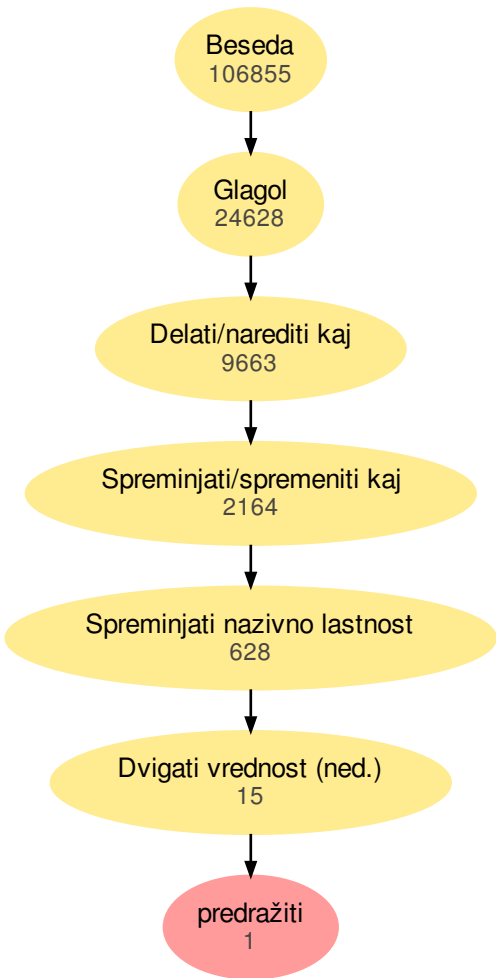 Beseda
106855
Glagol
24628
Delati/narediti kaj
9663
Spreminjati/spremeniti kaj
2164
Spreminjati nazivno lastnost
628
Dvigati vrednost (ned.)
15
predražiti
1